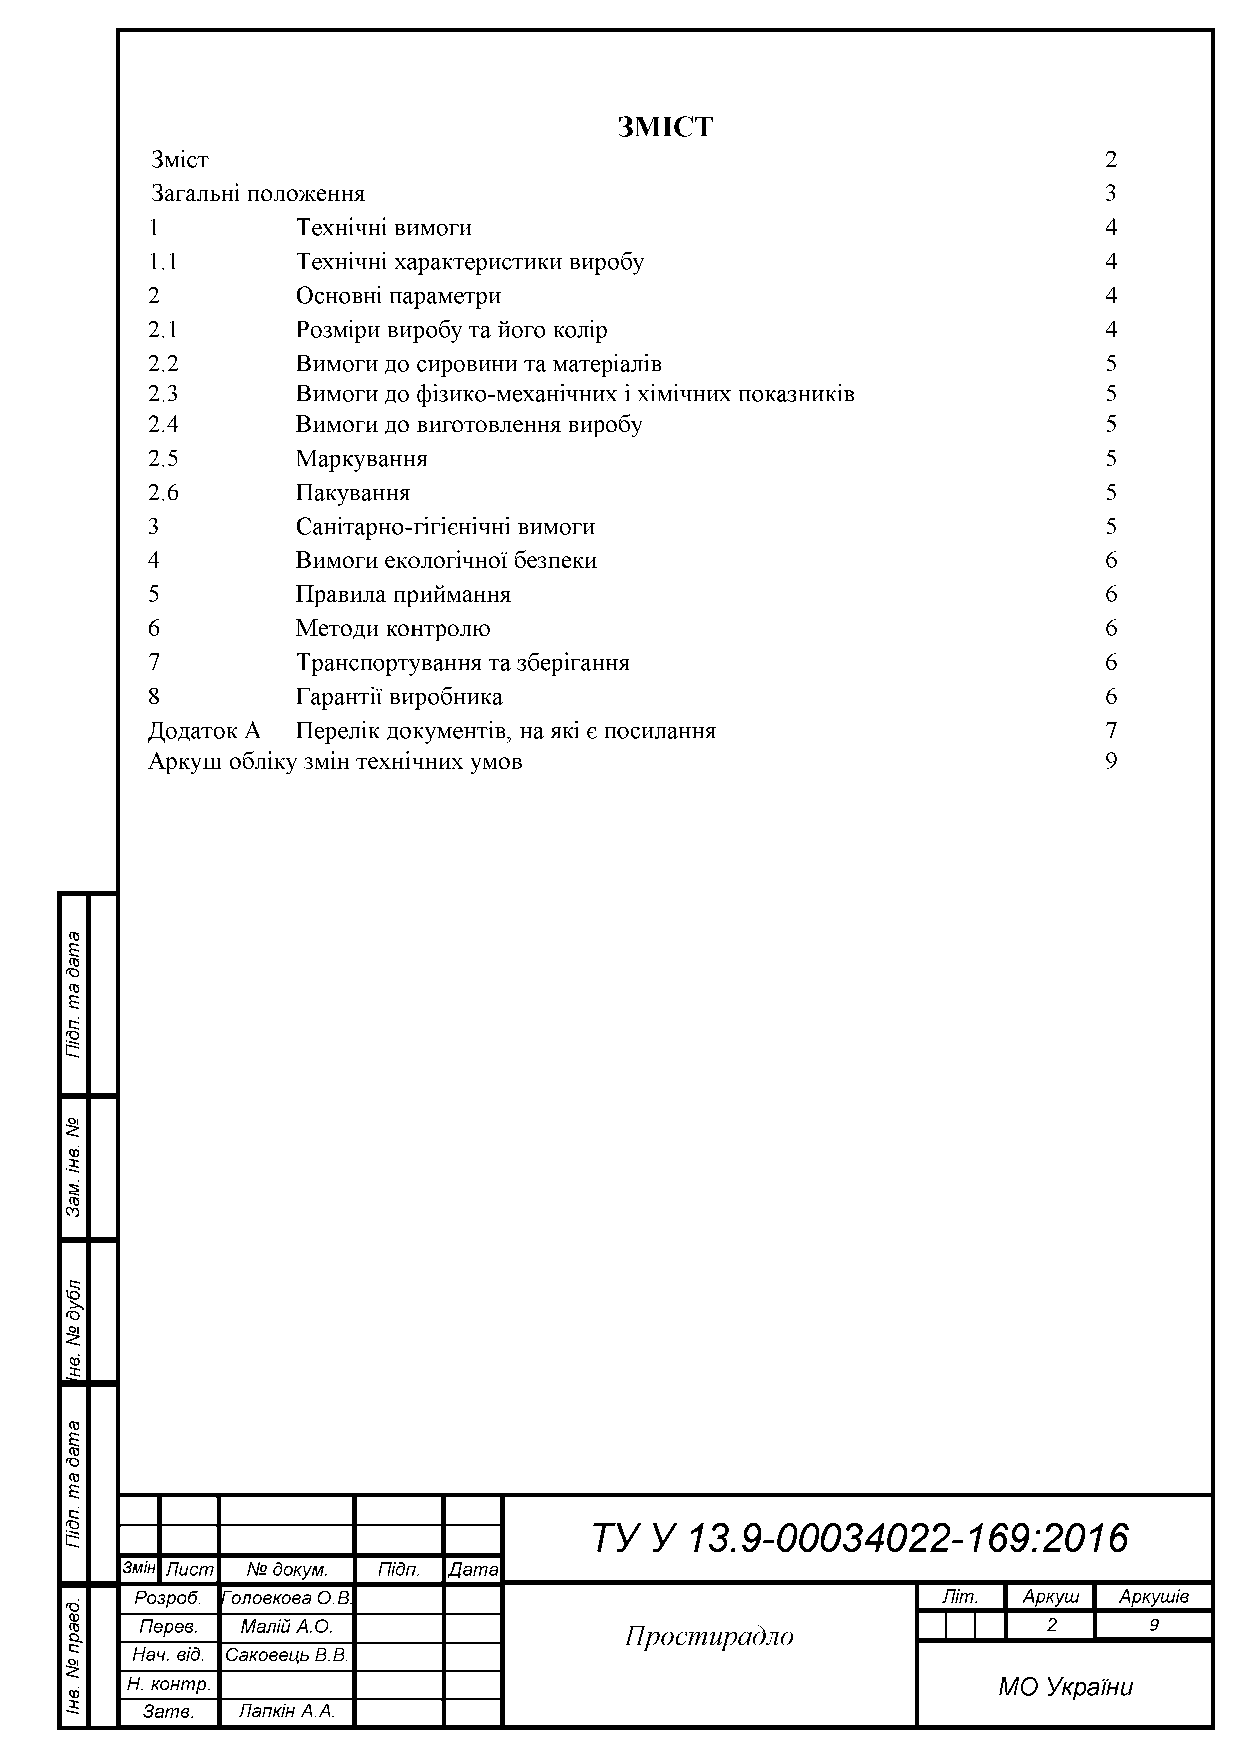 ЗМІСТ
Зміст 2
Загальні положення 3
1 Технічні вимоги 4
1.1 Технічні характеристики виробу 4
2 Основні параметри 4
2.1 Розміри виробу та його колір 4
2.2 Вимоги до сировини та матеріалів 5
2.3 Вимоги до фізико-механічних і хімічних показників 5
2.4 Вимоги до виготовлення виробу 5
2.5 Маркування 5
2.6 Пакування 5
3 Санітарно-гігієнічні вимоги 5
4 Вимоги екологічної безпеки 6
5 Правила приймання 6
6 Методи контролю 6
7 Транспортування та зберігання 6
8 Гарантії виробника 6
Додаток А Перелік документів, на які є посилання 7
Аркуш обліку змін технічних умов 9
Підп. та дата
Зам. інв. №
Інв. № дубл
Підп. та дата
Інв. № праед.
ТУ У 13.9-00034022-169:2016
Змін Лист № докум. Підп. Дата
Розроб. Головкова О.В.
Перев. Малій А.О.
Нач. від. Саковець В.В.
Н. контр.
Затв. Лапкін А.А.
Простирадло
Літ. Аркуш Аркушів
2 9
МО України